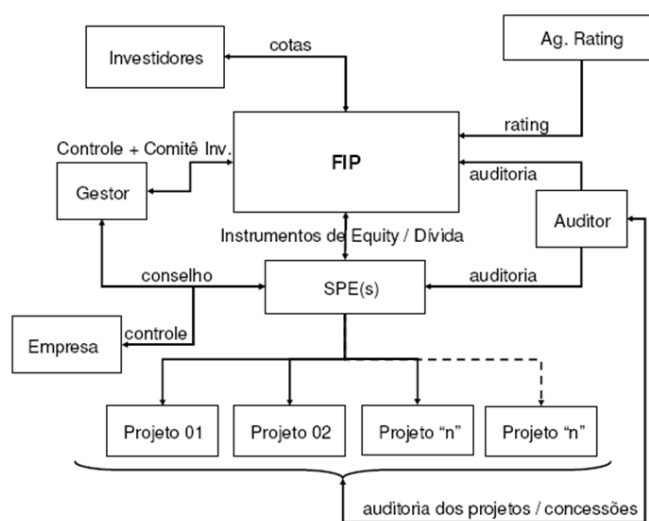 Ag. Rating
Investidores
cotas
rating
FIP
Controle + Comitê Inv.
Gestor
auditoria
Auditor
Instrumentos de Equity / Dívida
conselho
SPE(s)
auditoria
Empresa
controle
Projeto 01
Projeto 02
Projeto “n”
Projeto “n”
auditoria dos projetos / concessões